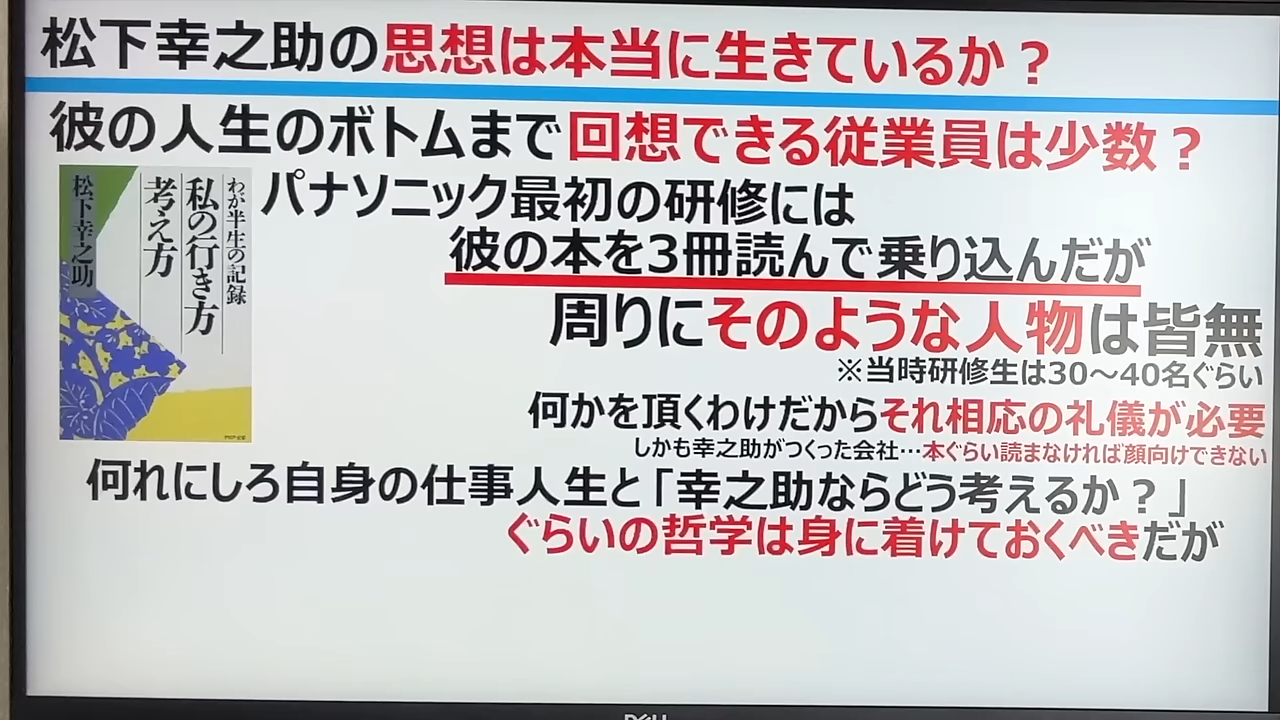 松下幸之助の思想は本当に生きているか？
彼の人生のボトムまで回想できる従業員は少数？
わが半生の記録
私の行き方
考え方
松下幸之助
パナソニック最初の研修には
彼の本を3冊読んで乗り込んだが
周りにそのような人物は皆無
※当時研修生は30～40名ぐらい
何かを頂くわけだからそれ相応の礼儀が必要
しかも幸之助がつくった会社…本ぐらい読まなければ顔向けできない
何れにしろ自身の仕事人生と「幸之助ならどう考えるか？」
ぐらいの哲学は身に着けておくべきだが